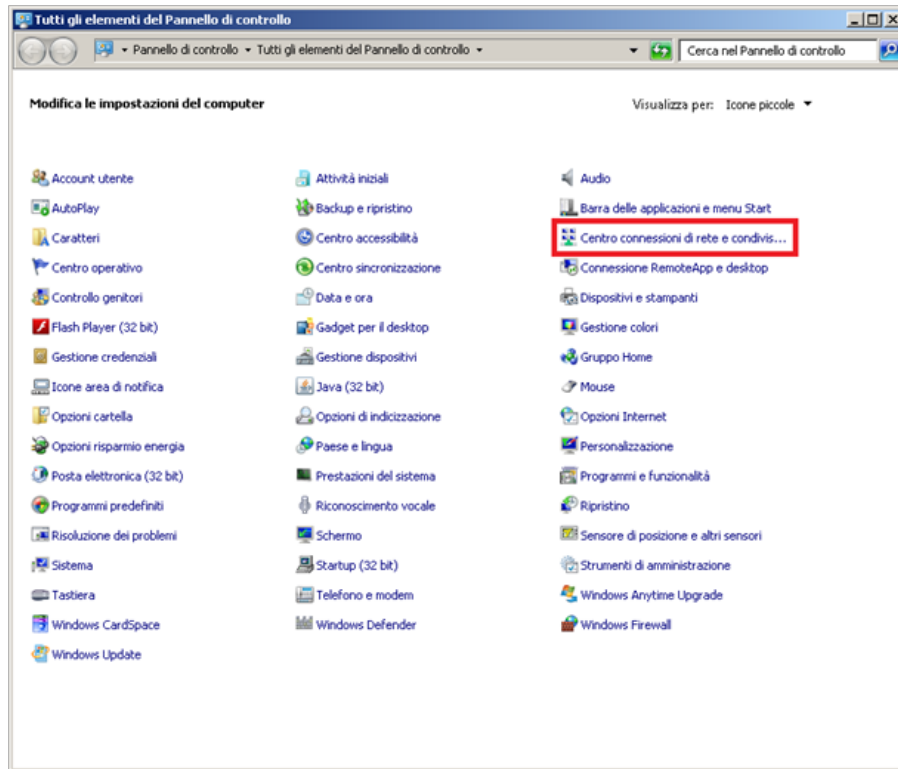 Tutti gli elementi del Pannello di controllo
Pannello di controllo Tutti gli elementi del Pannello di controllo Cerca nel Pannello di controllo
Modifica le impostazioni del computer Visualizza per: Icone piccole
Account utente Attività iniziali Audio
AutoPlay Backup e ripristino Barra delle applicazioni e menu Start
Caratteri Centro accessibilità Centro connessioni di rete e condivis...
Centro operativo Centro sincronizzazione Connessione RemoteApp e desktop
Controllo genitori Data e ora Dispositivi e stampanti
Flash Player (32 bit) Gadget per il desktop Gestione colori
Gestione credenziali Gestione dispositivi Gruppo Home
Icone area di notifica Java (32 bit) Mouse
Opzioni cartella Opzioni di indicizzazione Opzioni Internet
Opzioni risparmio energia Paese e lingua Personalizzazione
Posta elettronica (32 bit) Prestazioni del sistema Programmi e funzionalità
Programmi predefiniti Riconoscimento vocale Ripristino
Risoluzione dei problemi Schermo Sensore di posizione e altri sensori
Sistema Startup (32 bit) Strumenti di amministrazione
Tastiera Telefono e modem Windows Anytime Upgrade
Windows CardSpace Windows Defender Windows Firewall
Windows Update